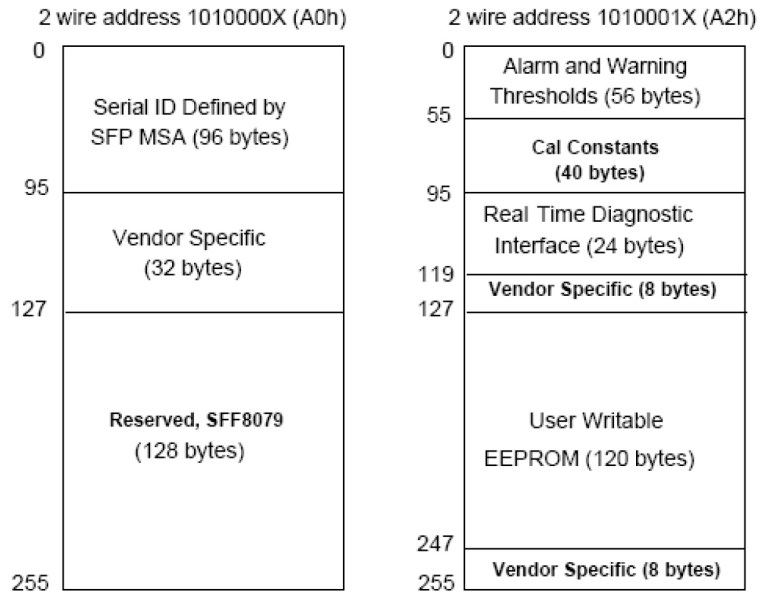 2 wire address 1010000X (A0h)
0
Serial ID Defined by
SFP MSA (96 bytes)
95
Vendor Specific
(32 bytes)
127
Reserved, SFF8079
(128 bytes)
255
2 wire address 1010001X (A2h)
0
Alarm and Warning
Thresholds (56 bytes)
55
Cal Constants
(40 bytes)
95
Real Time Diagnostic
Interface (24 bytes)
119
Vendor Specific (8 bytes)
127
User Writable
EEPROM (120 bytes)
247
Vendor Specific (8 bytes)
255